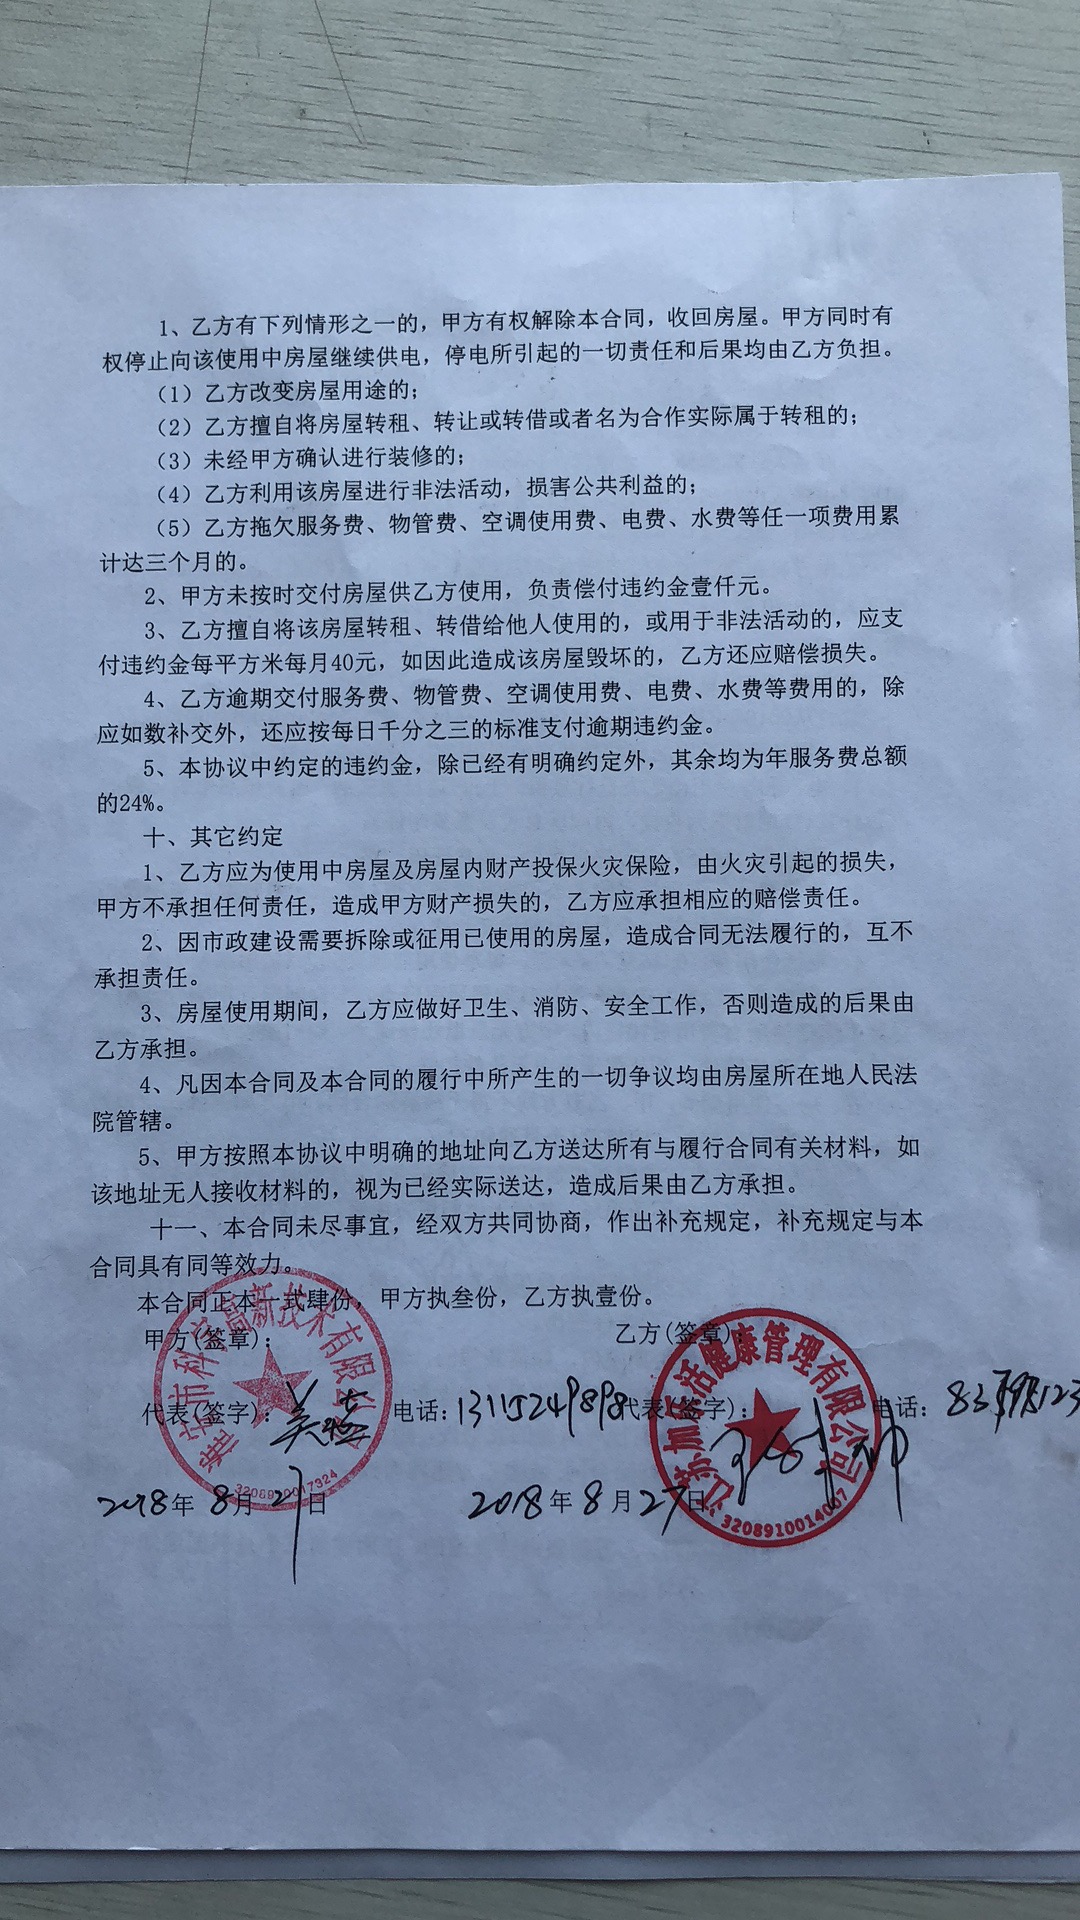 1、乙方有下列情形之一的，甲方有权解除本合同，收回房屋。甲方同时有
权停止向该使用中房屋继续供电，停电所引起的一切责任和后果均由乙方负担。
（1）乙方改变房屋用途的；
（2）乙方擅自将房屋转租、转让或转借或者名为合作实际属于转租的；
（3）未经甲方确认进行装修的；
（4）乙方利用该房屋进行非法活动，损害公共利益的；
（5）乙方拖欠服务费、物管费、空调使用费、电费、水费等任一项费用累
计达三个月的。
2、甲方未按时交付房屋供乙方使用，负责偿付违约金壹仟元。
3、乙方擅自将该房屋转租、转借给他人使用的，或用于非法活动的，应支
付违约金每平方米每月40元，如因此造成该房屋毁坏的，乙方还应赔偿损失。
4、乙方逾期交付服务费、物管费、空调使用费、电费、水费等费用的，除
应如数补交外，还应按每日千分之三的标准支付逾期违约金。
5、本协议中约定的违约金，除已经有明确约定外，其余均为年服务费总额
的24%。
十、其它约定
1、乙方应为使用中房屋及房屋内财产投保火灾保险，由火灾引起的损失，
甲方不承担任何责任，造成甲方财产损失的，乙方应承担相应的赔偿责任。
2、因市政建设需要拆除或征用已使用的房屋，造成合同无法履行的，互不
承担责任。
3、房屋使用期间，乙方应做好卫生、消防、安全工作，否则造成的后果由
乙方承担。
4、凡因本合同及本合同的履行中所产生的一切争议均由房屋所在地人民法
院管辖。
5、甲方按照本协议中明确的地址向乙方送达所有与履行合同有关材料，如
该地址无人接收材料的，视为已经实际送达，造成后果由乙方承担。
十一、本合同未尽事宜，经双方共同协商，作出补充规定，补充规定与本
合同具有同等效力。
本合同正本一式肆份，甲方执叁份，乙方执壹份。
甲方(签章)： 乙方(签章)：
代表(签字)： 电话：13115249898 代表(签字)： 电话：
2018年8月27日 2018年8月27日
淮安市科 高新技术有限公司
3206910017324
江苏加乐活健康管理有限公司